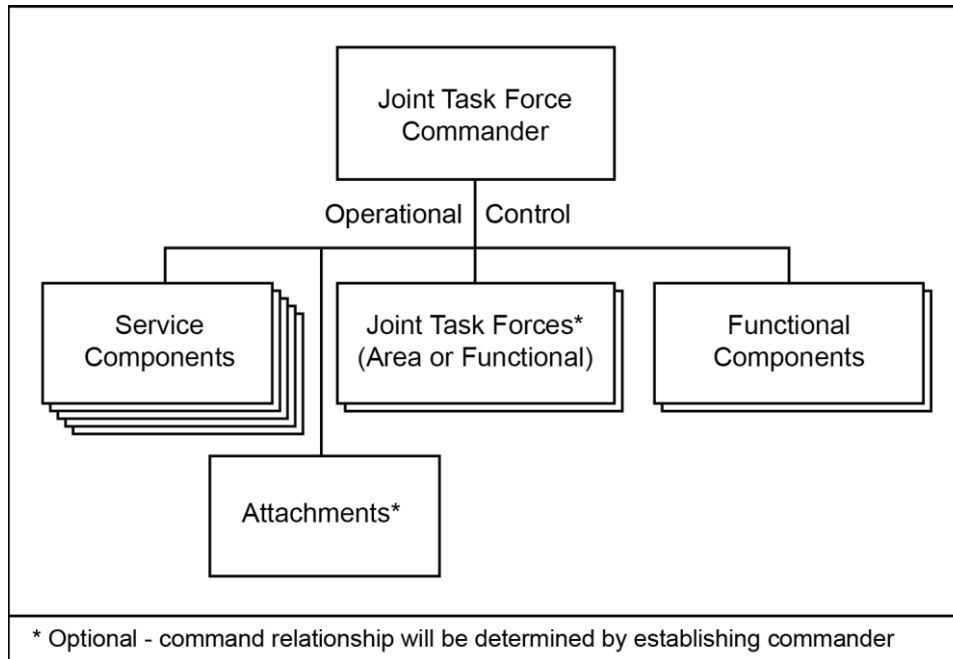 Joint Task Force
Commander
Operational Control
Service
Components
Joint Task Forces*
(Area or Functional)
Functional
Components
Attachments*
* Optional - command relationship will be determined by establishing commander